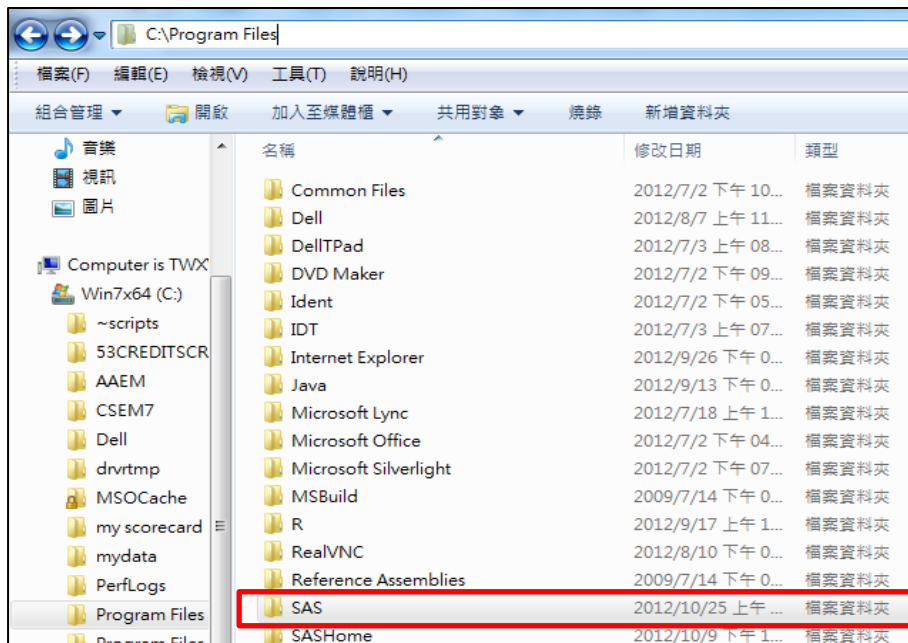 C:\Program Files
檔案(F) 編輯(E) 檢視(V) 工具(T) 說明(H)
組合管理 開啟 加入至媒體櫃 共用對象 燒錄 新增資料夾
音樂
視訊
圖片
Computer is TWX
Win7x64 (C:)
~scripts
53CREDITSCR
AAEM
CSEM7
Dell
drvrtmp
MSOCache
my scorecard
mydata
PerfLogs
Program Files
Program Files
名稱 修改日期 類型
Common Files 2012/7/2 下午 10... 檔案資料夾
Dell 2012/8/7 上午 11... 檔案資料夾
DellTPad 2012/7/3 上午 08... 檔案資料夾
DVD Maker 2012/7/2 下午 09... 檔案資料夾
Ident 2012/7/2 下午 05... 檔案資料夾
IDT 2012/7/3 上午 07... 檔案資料夾
Internet Explorer 2012/9/26 下午 0... 檔案資料夾
Java 2012/9/13 下午 0... 檔案資料夾
Microsoft Lync 2012/7/18 上午 1... 檔案資料夾
Microsoft Office 2012/7/2 下午 04... 檔案資料夾
Microsoft Silverlight 2012/7/2 下午 07... 檔案資料夾
MSBuild 2009/7/14 下午 0... 檔案資料夾
R 2012/9/17 上午 1... 檔案資料夾
RealVNC 2012/8/10 下午 0... 檔案資料夾
Reference Assemblies 2009/7/14 下午 0... 檔案資料夾
SAS 2012/10/25 上午 ... 檔案資料夾
SASHome 2012/10/9 下午 1... 檔案資料夾